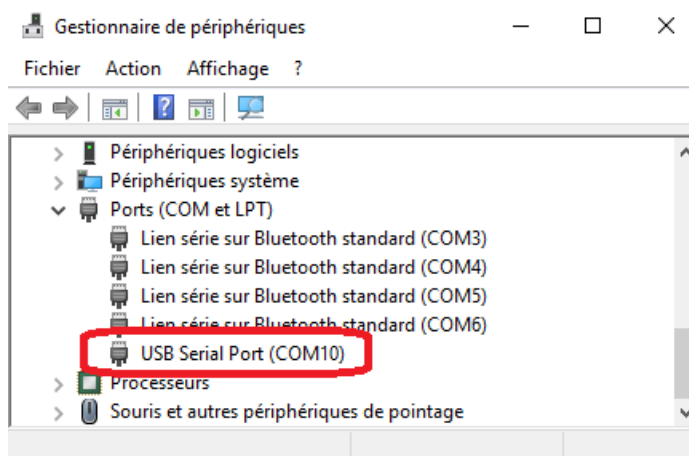 Gestionnaire de périphériques
Fichier Action Affichage ?
Périphériques logiciels
Périphériques système
Ports (COM et LPT)
Lien série sur Bluetooth standard (COM3)
Lien série sur Bluetooth standard (COM4)
Lien série sur Bluetooth standard (COM5)
Lien série sur Bluetooth standard (COM6)
USB Serial Port (COM10)
Processeurs
Souris et autres périphériques de pointage